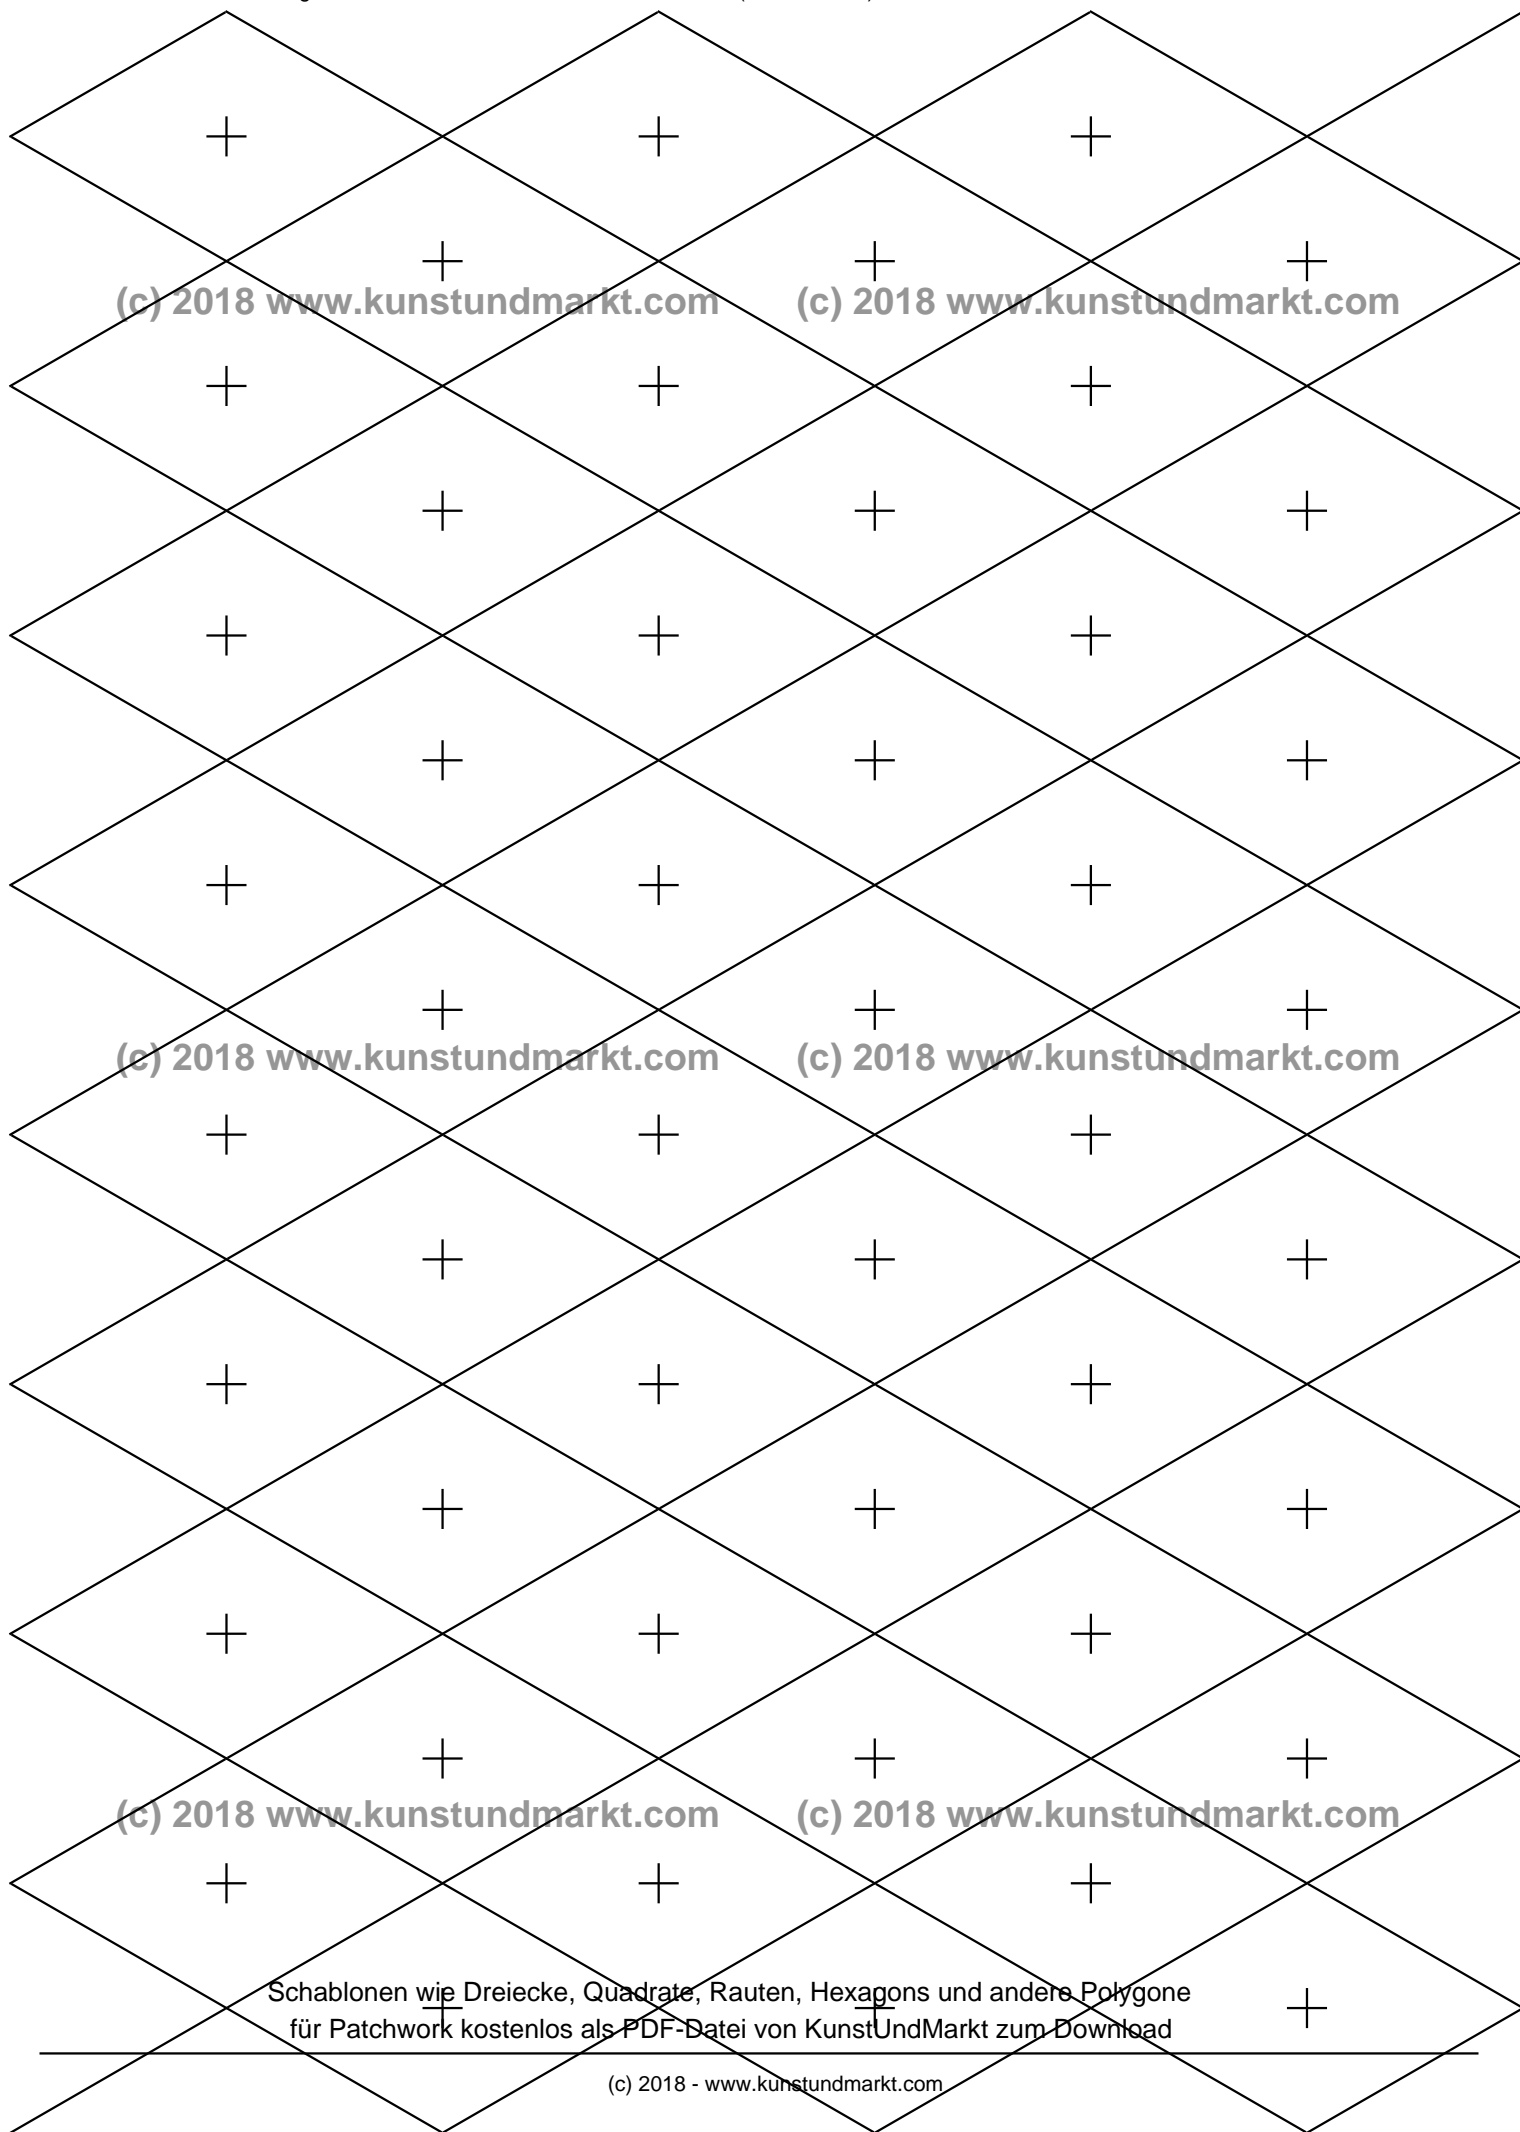 (c) 2018 www.kunstundmarkt.com (c) 2018 www.kunstundmarkt.com
(c) 2018 www.kunstundmarkt.com (c) 2018 www.kunstundmarkt.com
(c) 2018 www.kunstundmarkt.com (c) 2018 www.kunstundmarkt.com
Schablonen wie Dreiecke, Quadrate, Rauten, Hexagons und andere Polygone
für Patchwork kostenlos als PDF-Datei von KunstUndMarkt zum Download
(c) 2018 - www.kunstundmarkt.com